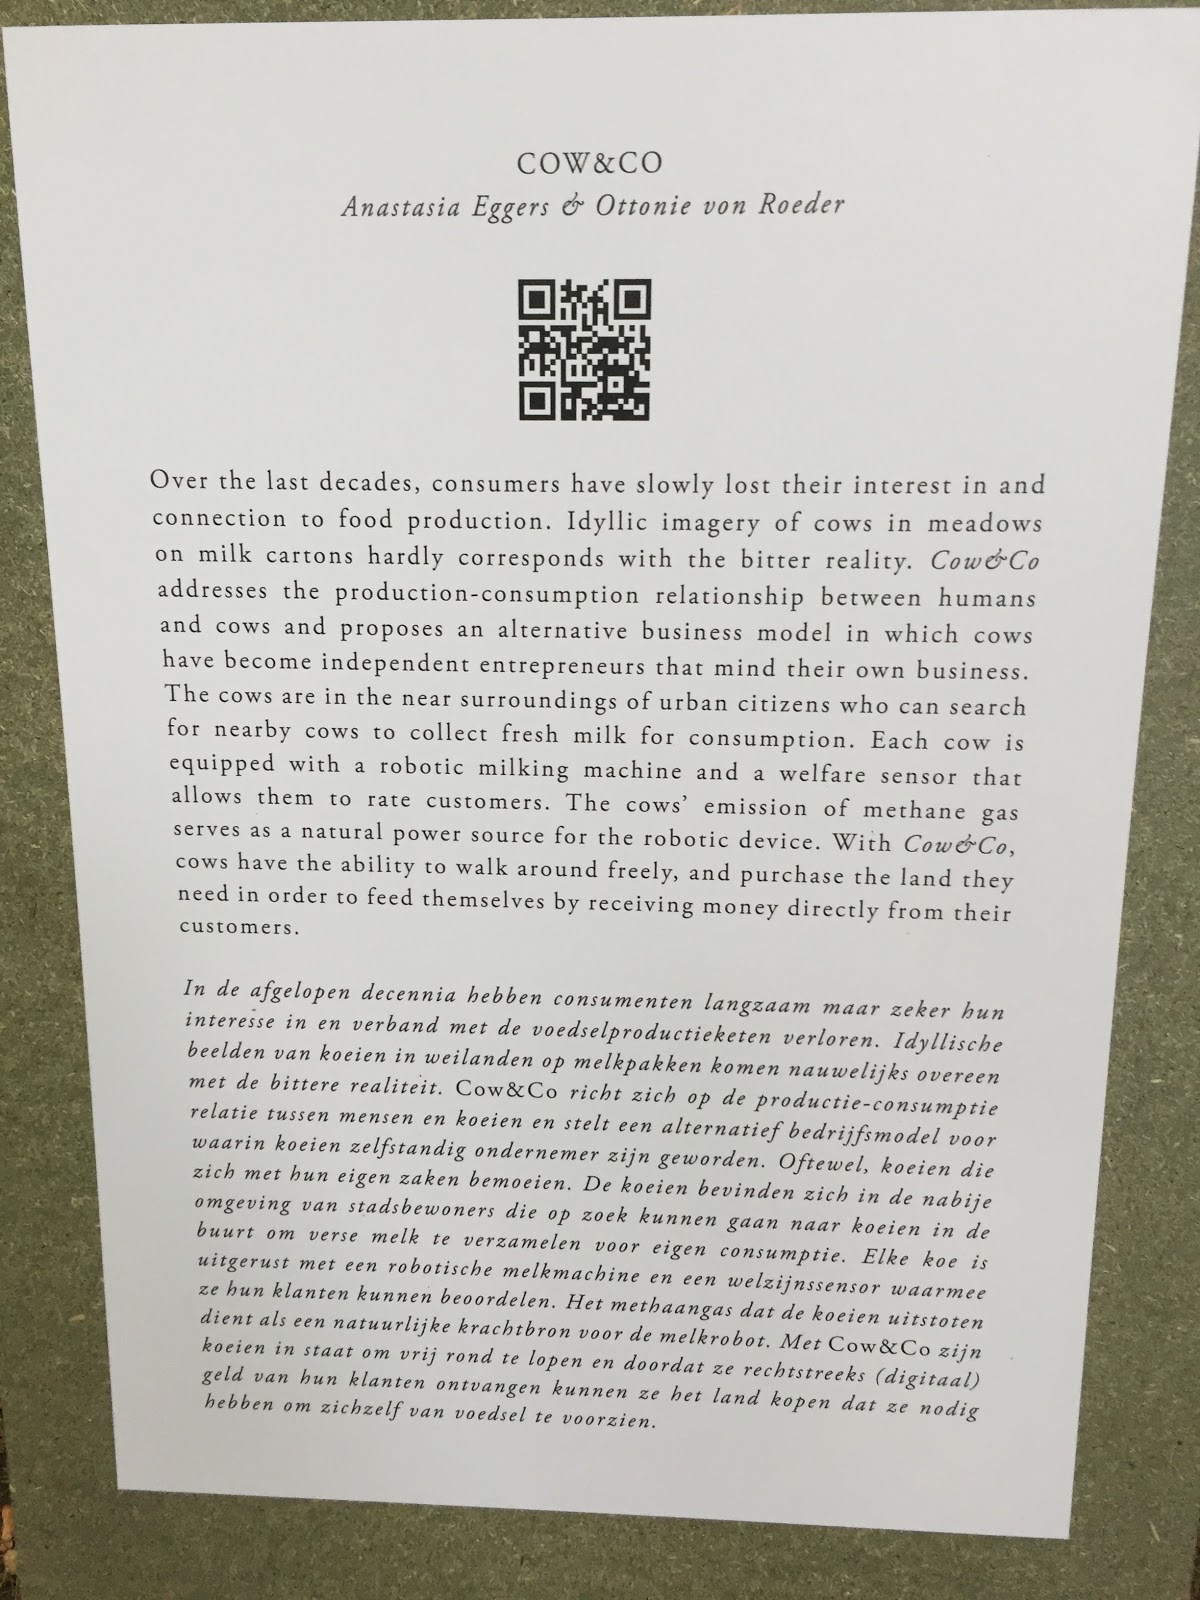 COW&CO
Anastasia Eggers & Ottonie von Roeder
Over the last decades, consumers have slowly lost their interest in and
connection to food production. Idyllic imagery of cows in meadows
on milk cartons hardly corresponds with the bitter reality. Cow&Co
addresses the production-consumption relationship between humans
and cows and proposes an alternative business model in which cows
have become independent entrepreneurs that mind their own business.
The cows are in the near surroundings of urban citizens who can search
for nearby cows to collect fresh milk for consumption. Each cow is
equipped with a robotic milking machine and a welfare sensor that
allows them to rate customers. The cows’ emission of methane gas
serves as a natural power source for the robotic device. With Cow&Co,
cows have the ability to walk around freely, and purchase the land they
need in order to feed themselves by receiving money directly from their
customers.
In de afgelopen decennia hebben consumenten langzaam maar zeker hun
interesse in en verband met de voedselproductieketen verloren. Idyllische
beelden van koeien in weilanden op melkpakken komen nauwelijks overeen
met de bittere realiteit. Cow&Co richt zich op de productie-consumptie
relatie tussen mensen en koeien en stelt een alternatief bedrijfsmodel voor
waarin koeien zelfstandig ondernemer zijn geworden. Oftewel, koeien die
zich met hun eigen zaken bemoeien. De koeien bevinden zich in de nabije
omgeving van stadsbewoners die op zoek kunnen gaan naar koeien in de
buurt om verse melk te verzamelen voor eigen consumptie. Elke koe is
uitgerust met een robotische melkmachine en een welzijnssensor waarmee
ze hun klanten kunnen beoordelen. Het methaangas dat de koeien uitstoten
dient als een natuurlijke krachtbron voor de melkrobot. Met Cow&Co zijn
koeien in staat om vrij rond te lopen en doordat ze rechtstreeks (digitaal)
geld van hun klanten ontvangen kunnen ze het land kopen dat ze nodig
hebben om zichzelf van voedsel te voorzien.